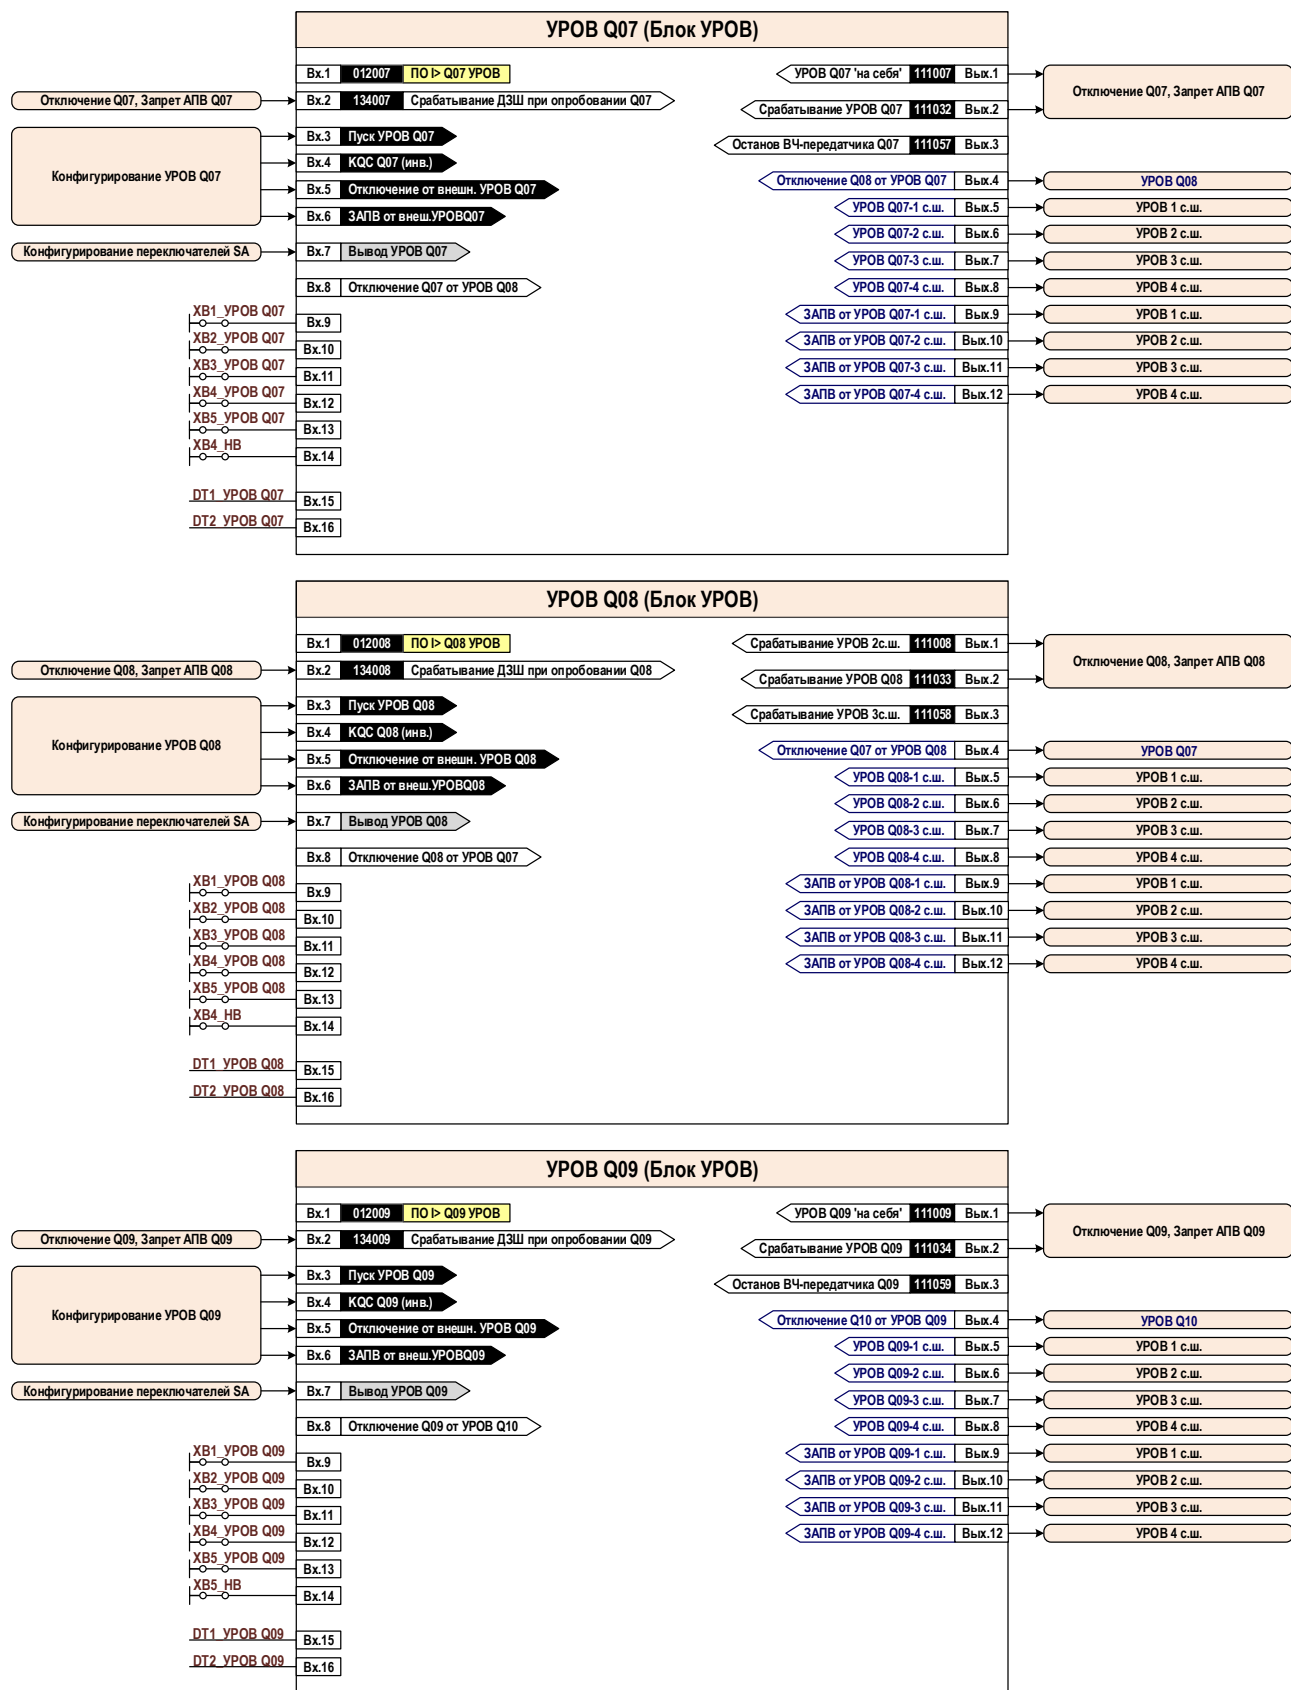 УРОВ Q07 (Блок УРОВ)
Вх.1 012007 ПО I> Q07 УРОВ
УРОВ Q07 'на себя' 111007 Вых.1
Отключение Q07, Запрет АПВ Q07
Отключение Q07, Запрет АПВ Q07
Вх.2 134007 Срабатывание ДЗШ при опробовании Q07
Срабатывание УРОВ Q07 111032 Вых.2
Конфигурирование УРОВ Q07
Вх.3 Пуск УРОВ Q07
Останов ВЧ-передатчика Q07 111057 Вых.3
Вх.4 KQC Q07 (инв.)
Вх.5 Отключение от внешн. УРОВ Q07
Отключение Q08 от УРОВ Q07 Вых.4 УРОВ Q08
Вх.6 ЗАПВ от внеш.УРОВQ07
УРОВ Q07-1 с.ш. Вых.5 УРОВ 1 с.ш.
УРОВ Q07-2 с.ш. Вых.6 УРОВ 2 с.ш.
Конфигурирование переключателей SA Вх.7 Вывод УРОВ Q07
УРОВ Q07-3 с.ш. Вых.7 УРОВ 3 с.ш.
Вх.8 Отключение Q07 от УРОВ Q08
УРОВ Q07-4 с.ш. Вых.8 УРОВ 4 с.ш.
XB1_УРОВ Q07 Вх.9
ЗАПВ от УРОВ Q07-1 с.ш. Вых.9 УРОВ 1 с.ш.
XB2_УРОВ Q07 Вх.10
ЗАПВ от УРОВ Q07-2 с.ш. Вых.10 УРОВ 2 с.ш.
XB3_УРОВ Q07 Вх.11
ЗАПВ от УРОВ Q07-3 с.ш. Вых.11 УРОВ 3 с.ш.
XB4_УРОВ Q07 Вх.12
ЗАПВ от УРОВ Q07-4 с.ш. Вых.12 УРОВ 4 с.ш.
XB5_УРОВ Q07 Вх.13
XB4_НВ Вх.14
DT1_УРОВ Q07 Вх.15
DT2_УРОВ Q07 Вх.16
УРОВ Q08 (Блок УРОВ)
Вх.1 012008 ПО I> Q08 УРОВ
Срабатывание УРОВ 2с.ш. 111008 Вых.1
Отключение Q08, Запрет АПВ Q08
Отключение Q08, Запрет АПВ Q08
Вх.2 134008 Срабатывание ДЗШ при опробовании Q08
Срабатывание УРОВ Q08 111033 Вых.2
Конфигурирование УРОВ Q08
Вх.3 Пуск УРОВ Q08
Срабатывание УРОВ 3с.ш. 111058 Вых.3
Вх.4 KQC Q08 (инв.)
Вх.5 Отключение от внешн. УРОВ Q08
Отключение Q07 от УРОВ Q08 Вых.4 УРОВ Q07
Вх.6 ЗАПВ от внеш.УРОВQ08
УРОВ Q08-1 с.ш. Вых.5 УРОВ 1 с.ш.
УРОВ Q08-2 с.ш. Вых.6 УРОВ 2 с.ш.
Конфигурирование переключателей SA Вх.7 Вывод УРОВ Q08
УРОВ Q08-3 с.ш. Вых.7 УРОВ 3 с.ш.
Вх.8 Отключение Q08 от УРОВ Q07
УРОВ Q08-4 с.ш. Вых.8 УРОВ 4 с.ш.
XB1_УРОВ Q08 Вх.9
ЗАПВ от УРОВ Q08-1 с.ш. Вых.9 УРОВ 1 с.ш.
XB2_УРОВ Q08 Вх.10
ЗАПВ от УРОВ Q08-2 с.ш. Вых.10 УРОВ 2 с.ш.
XB3_УРОВ Q08 Вх.11
ЗАПВ от УРОВ Q08-3 с.ш. Вых.11 УРОВ 3 с.ш.
XB4_УРОВ Q08 Вх.12
ЗАПВ от УРОВ Q08-4 с.ш. Вых.12 УРОВ 4 с.ш.
XB5_УРОВ Q08 Вх.13
XB4_НВ Вх.14
DT1_УРОВ Q08 Вх.15
DT2_УРОВ Q08 Вх.16
УРОВ Q09 (Блок УРОВ)
Вх.1 012009 ПО I> Q09 УРОВ
УРОВ Q09 'на себя' 111009 Вых.1
Отключение Q09, Запрет АПВ Q09
Отключение Q09, Запрет АПВ Q09
Вх.2 134009 Срабатывание ДЗШ при опробовании Q09
Срабатывание УРОВ Q09 111034 Вых.2
Конфигурирование УРОВ Q09
Вх.3 Пуск УРОВ Q09
Останов ВЧ-передатчика Q09 111059 Вых.3
Вх.4 KQC Q09 (инв.)
Вх.5 Отключение от внешн. УРОВ Q09
Отключение Q10 от УРОВ Q09 Вых.4 УРОВ Q10
Вх.6 ЗАПВ от внеш.УРОВQ09
УРОВ Q09-1 с.ш. Вых.5 УРОВ 1 с.ш.
УРОВ Q09-2 с.ш. Вых.6 УРОВ 2 с.ш.
Конфигурирование переключателей SA Вх.7 Вывод УРОВ Q09
УРОВ Q09-3 с.ш. Вых.7 УРОВ 3 с.ш.
Вх.8 Отключение Q09 от УРОВ Q10
УРОВ Q09-4 с.ш. Вых.8 УРОВ 4 с.ш.
XB1_УРОВ Q09 Вх.9
ЗАПВ от УРОВ Q09-1 с.ш. Вых.9 УРОВ 1 с.ш.
XB2_УРОВ Q09 Вх.10
ЗАПВ от УРОВ Q09-2 с.ш. Вых.10 УРОВ 2 с.ш.
XB3_УРОВ Q09 Вх.11
ЗАПВ от УРОВ Q09-3 с.ш. Вых.11 УРОВ 3 с.ш.
XB4_УРОВ Q09 Вх.12
ЗАПВ от УРОВ Q09-4 с.ш. Вых.12 УРОВ 4 с.ш.
XB5_УРОВ Q09 Вх.13
XB5_НВ Вх.14
DT1_УРОВ Q09 Вх.15
DT2_УРОВ Q09 Вх.16